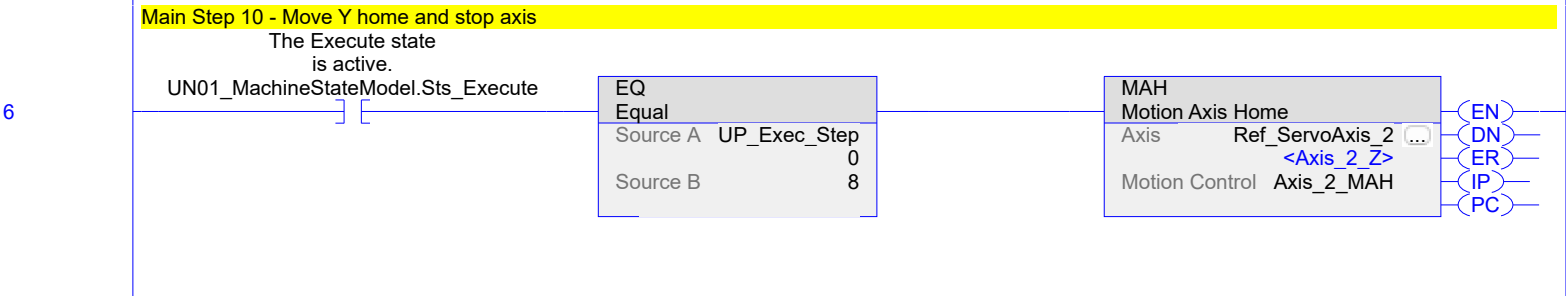 Main Step 10 - Move Y home and stop axis
The Execute state
is active.
UN01_MachineStateModel.Sts_Execute
6
EQ
Equal
Source A UP_Exec_Step
0
Source B 8
MAH
Motion Axis Home
Axis Ref_ServoAxis_2 ...
<Axis_2_Z>
Motion Control Axis_2_MAH
EN
DN
ER
IP
PC